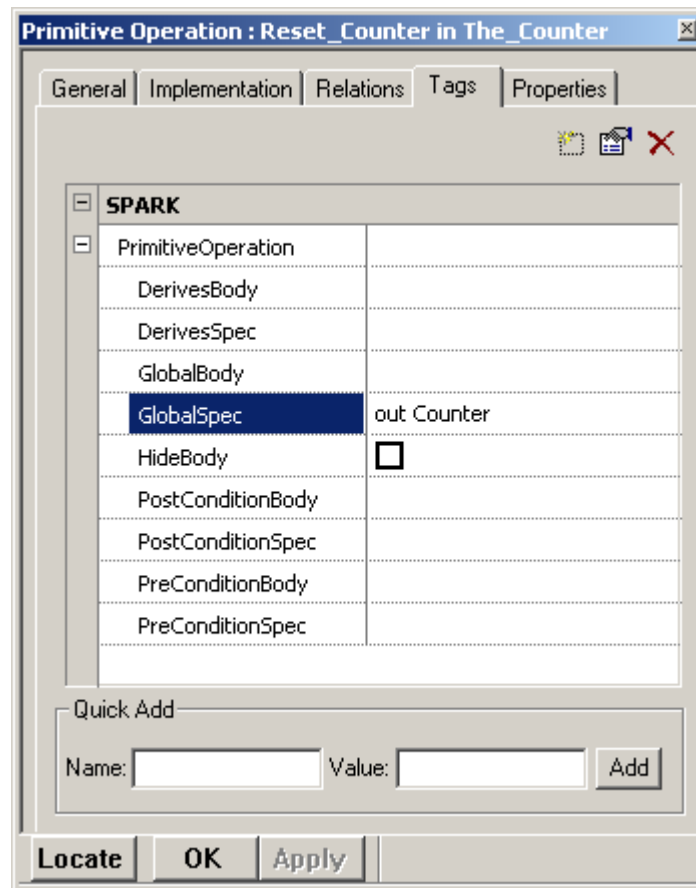 Primitive Operation : Reset_Counter in The_Counter
General Implementation Relations Tags Properties
SPARK
PrimitiveOperation
DerivesBody
DerivesSpec
GlobalBody
GlobalSpec out Counter
HideBody
PostConditionBody
PostConditionSpec
PreConditionBody
PreConditionSpec
Quick Add
Name: Value: Add
Locate OK Apply